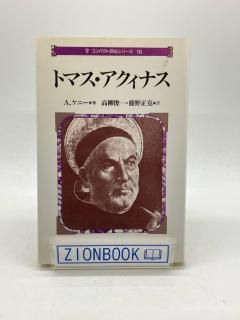 コンパクト評伝シリーズ 16
トマス・アクィナス
A.ケニー●著 高柳俊一・藤野正克●訳
ZIONBOOK